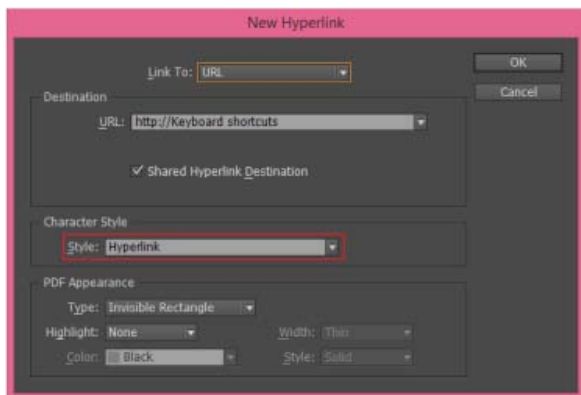 New Hyperlink
Link To: URL
OK
Cancel
Destination
URL: http://Keyboard shortcuts
Shared Hyperlink Destination
Character Style
Style: Hyperlink
PDF Appearance
Type: Invisible Rectangle
Highlight: None Width: Thin
Color: Black Style: Solid